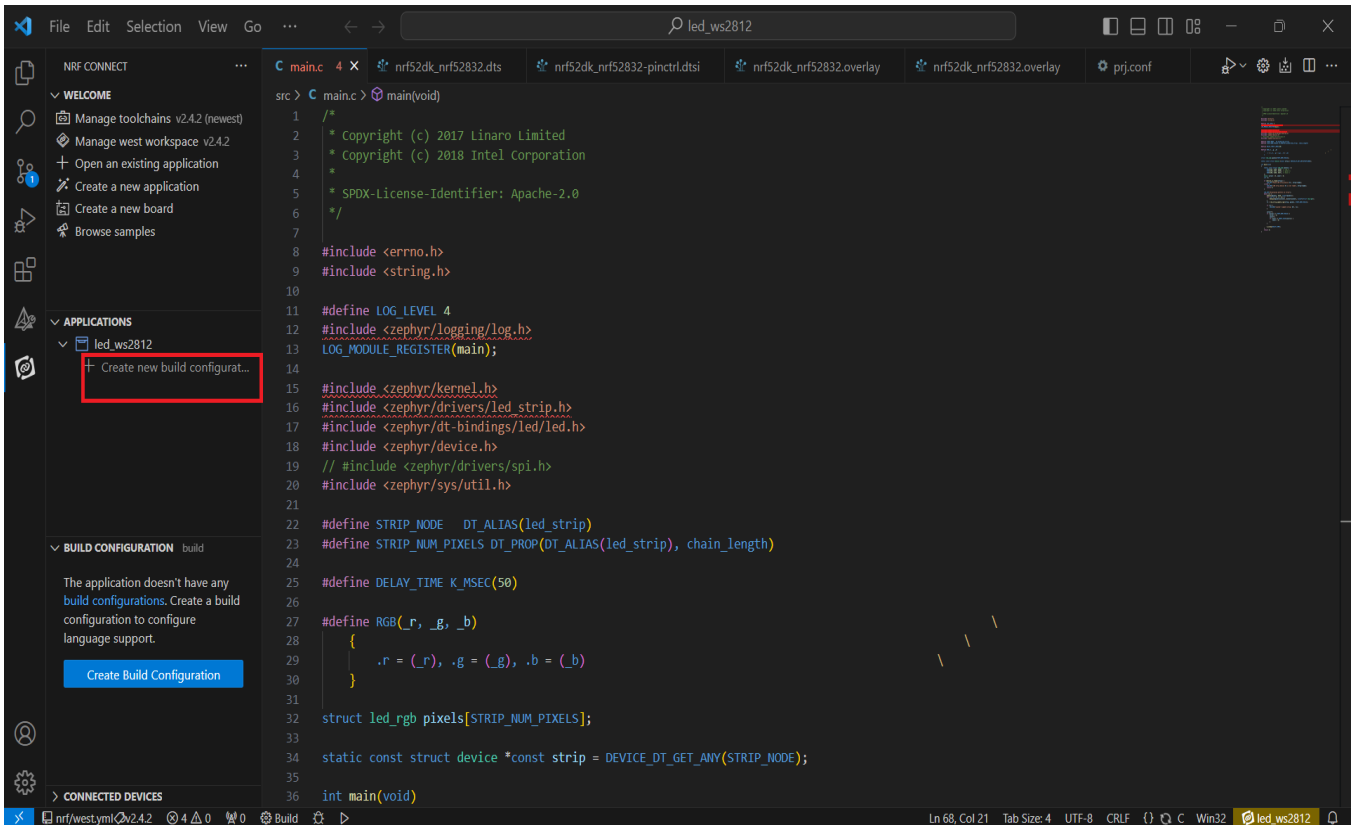 File Edit Selection View Go ··· led_ws2812
NRF CONNECT ···
WELCOME
Manage toolchains v2.4.2 (newest)
Manage west workspace v2.4.2
Open an existing application
Create a new application
Create a new board
Browse samples
APPLICATIONS
led_ws2812
Create new build configurat...
BUILD CONFIGURATION build
The application doesn't have any
build configurations. Create a build
configuration to configure
language support.
Create Build Configuration
CONNECTED DEVICES
C main.c 4 nrf52dk_nrf52832.dts nrf52dk_nrf52832-pinctrl.dtsi nrf52dk_nrf52832.overlay nrf52dk_nrf52832.overlay prj.conf
src > C main.c > main(void)
1 /*
2 * Copyright (c) 2017 Linaro Limited
3 * Copyright (c) 2018 Intel Corporation
4 *
5 * SPDX-License-Identifier: Apache-2.0
6 */
7
8 #include <errno.h>
9 #include <string.h>
10
11 #define LOG_LEVEL 4
12 #include <zephyr/logging/log.h>
13 LOG_MODULE_REGISTER(main);
14
15 #include <zephyr/kernel.h>
16 #include <zephyr/drivers/led_strip.h>
17 #include <zephyr/dt-bindings/led/led.h>
18 #include <zephyr/device.h>
19 // #include <zephyr/drivers/spi.h>
20 #include <zephyr/sys/util.h>
21
22 #define STRIP_NODE DT_ALIAS(led_strip)
23 #define STRIP_NUM_PIXELS DT_PROP(DT_ALIAS(led_strip), chain_length)
24
25 #define DELAY_TIME K_MSEC(50)
26
27 #define RGB(_r, _g, _b) \
28 { \
29 .r = (_r), .g = (_g), .b = (_b) \
30 }
31
32 struct led_rgb pixels[STRIP_NUM_PIXELS];
33
34 static const struct device *const strip = DEVICE_DT_GET_ANY(STRIP_NODE);
35
36 int main(void)
nrf/west.yml v2.4.2 4 0 0 Build Ln 68, Col 21 Tab Size: 4 UTF-8 CRLF {} C Win32 led_ws2812